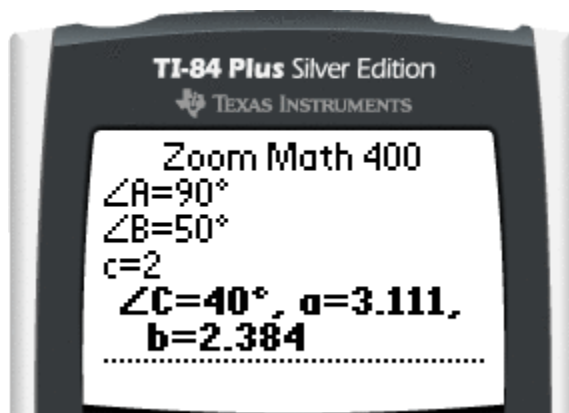 TI-84 Plus Silver Edition
TEXAS INSTRUMENTS
Zoom Math 400
∠A=90°
∠B=50°
c=2
∠C=40°, a=3.111,
b=2.384